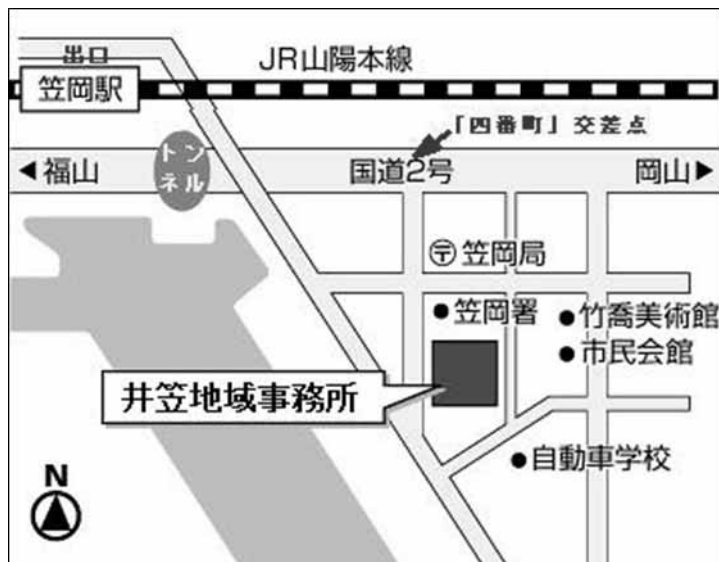 出口
JR山陽本線
笠岡駅
「四番町」交差点
トン
ネル
◀福山
国道2号
岡山▶
〒笠岡局
●笠岡署
●竹喬美術館
●市民会館
井笠地域事務所
●自動車学校
N